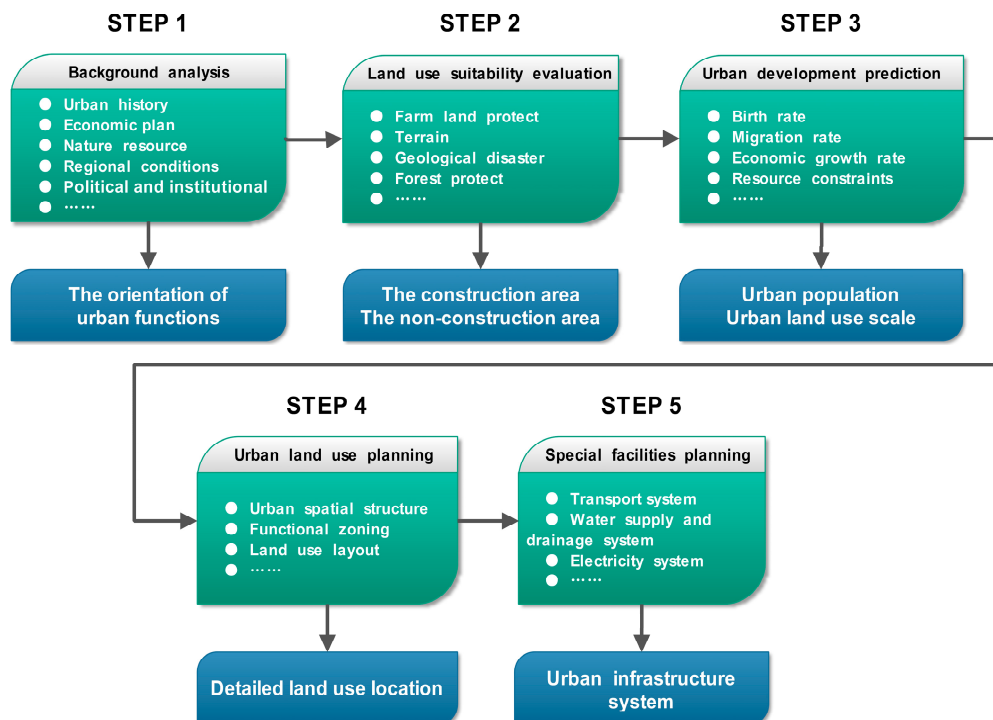 STEP 1
Background analysis
Urban history
Economic plan
Nature resource
Regional conditions
Political and institutional
……
The orientation of
urban functions
STEP 2
Land use suitability evaluation
Farm land protect
Terrain
Geological disaster
Forest protect
……
The construction area
The non-construction area
STEP 3
Urban development prediction
Birth rate
Migration rate
Economic growth rate
Resource constraints
……
Urban population
Urban land use scale
STEP 4
Urban land use planning
Urban spatial structure
Functional zoning
Land use layout
……
Detailed land use location
STEP 5
Special facilities planning
Transport system
Water supply and
drainage system
Electricity system
……
Urban infrastructure
system